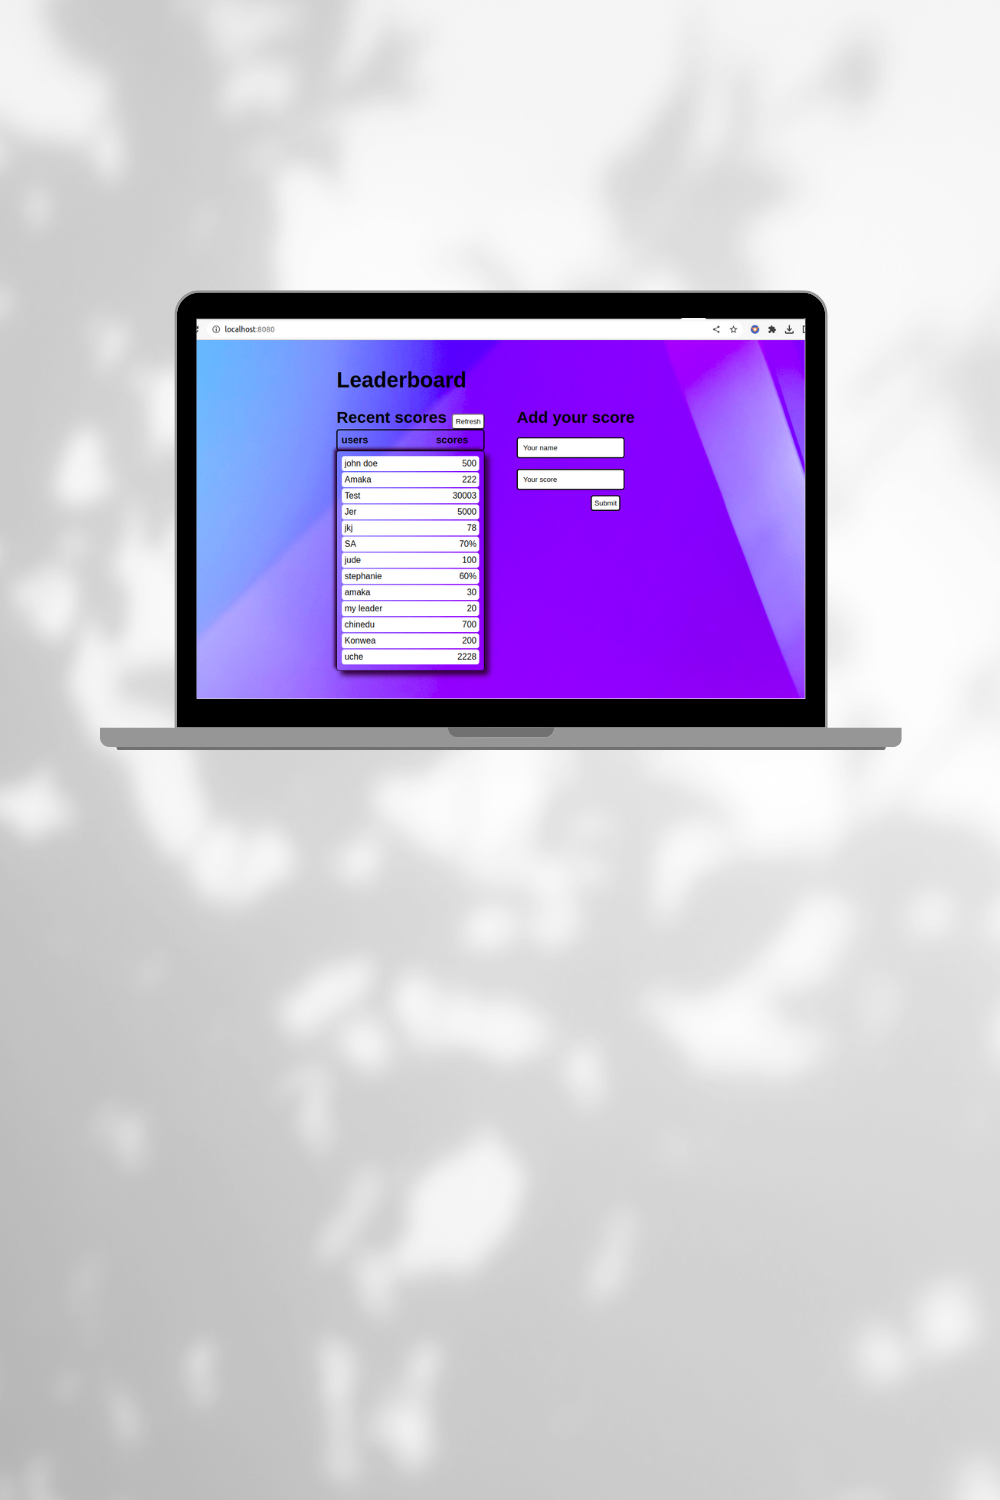 localhost:8080
Leaderboard
Recent scores Refresh
users scores
john doe 500
Amaka 222
Test 30003
Jer 5000
jkj 78
SA 70%
jude 100
stephanie 60%
amaka 30
my leader 20
chinedu 700
Konwea 200
uche 2228
Add your score
Your name
Your score
Submit